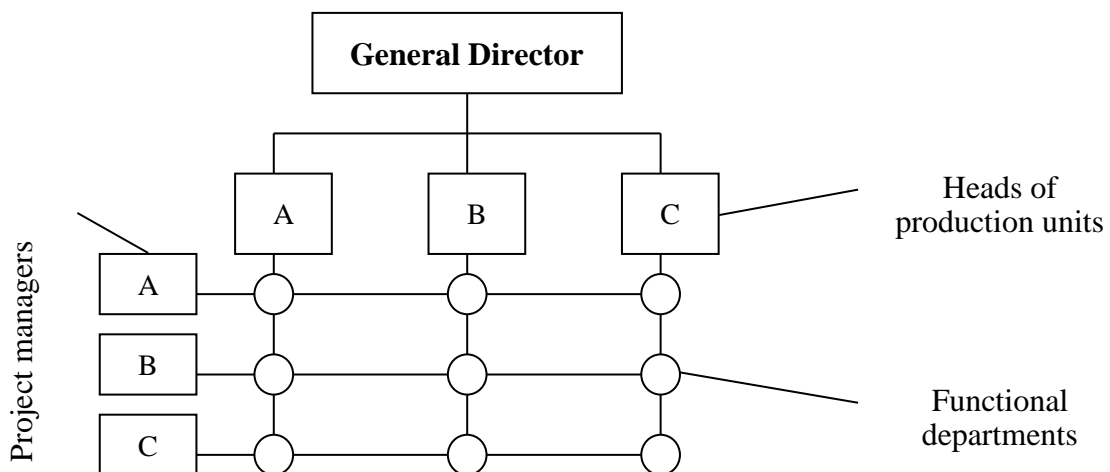 General Director
A
B
C
Heads of
production units
Project managers
A
B
C
Functional
departments